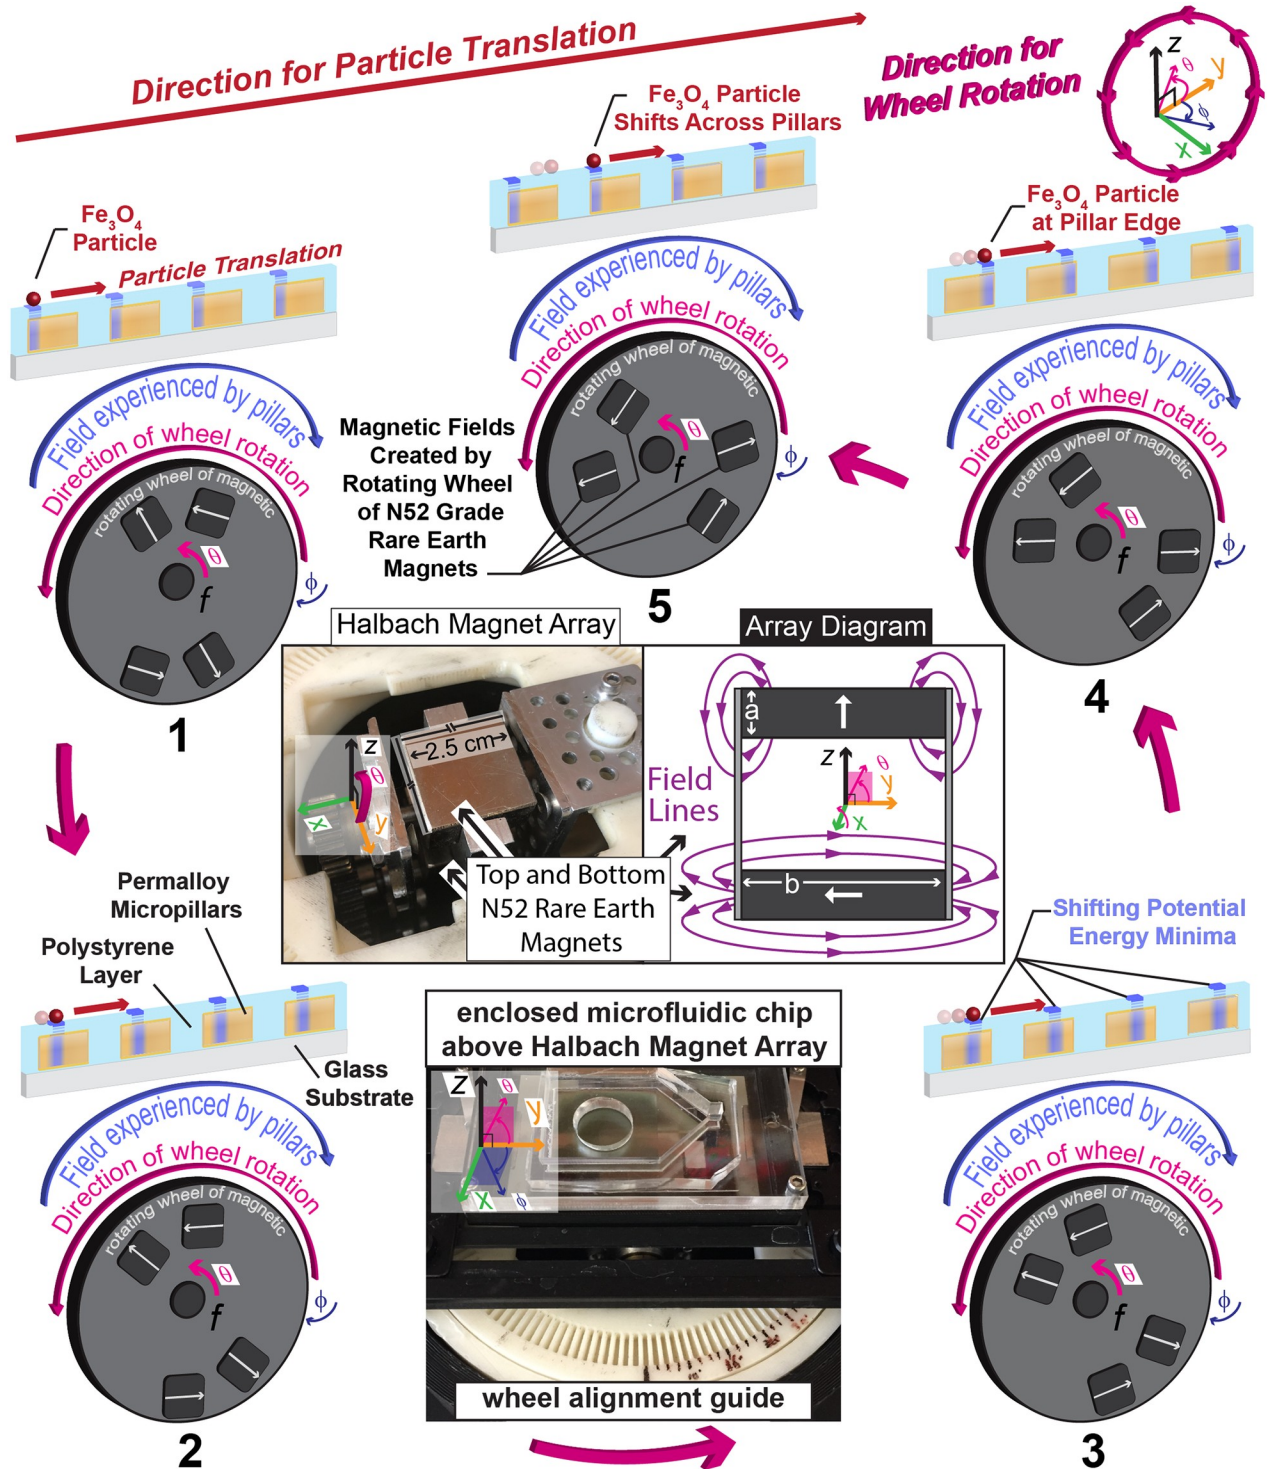 Direction for Particle Translation
Direction for
Wheel Rotation
z
θ
y
ϕ
x
Fe3O4 Particle
Shifts Across Pillars
Fe3O4
Particle
Particle Translation
Fe3O4 Particle
at Pillar Edge
Field experienced by pillars
Direction of wheel rotation
rotating wheel of magnetic
θ
f
ϕ
1
Field experienced by pillars
Direction of wheel rotation
rotating wheel of magnetic
θ
f
ϕ
5
Magnetic Fields
Created by
Rotating Wheel
of N52 Grade
Rare Earth
Magnets
Field experienced by pillars
Direction of wheel rotation
rotating wheel of magnetic
θ
f
ϕ
4
Halbach Magnet Array
Array Diagram
2.5 cm
z
θ
x
y
a
z
θ
y
x
b
Field
Lines
Top and Bottom
N52 Rare Earth
Magnets
Permalloy
Micropillars
Polystyrene
Layer
Glass
Substrate
Field experienced by pillars
Direction of wheel rotation
rotating wheel of magnetic
θ
f
ϕ
2
enclosed microfluidic chip
above Halbach Magnet Array
z
θ
y
x
ϕ
wheel alignment guide
Shifting Potential
Energy Minima
Field experienced by pillars
Direction of wheel rotation
rotating wheel of magnetic
θ
f
ϕ
3